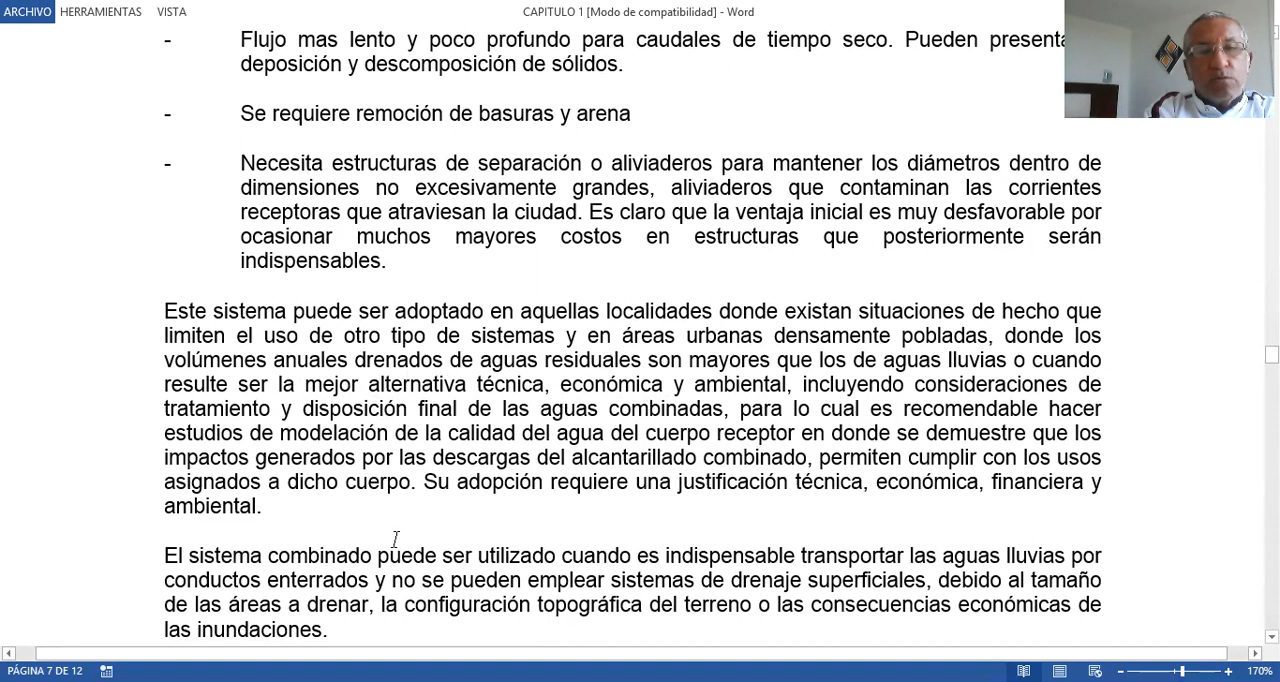 ARCHIVO HERRAMIENTAS VISTA CAPITULO 1 [Modo de compatibilidad] - Word
- Flujo mas lento y poco profundo para caudales de tiempo seco. Pueden
deposición y descomposición de sólidos.
- Se requiere remoción de basuras y arena
- Necesita estructuras de separación o aliviaderos para mantener los diámetros dentro de
dimensiones no excesivamente grandes, aliviaderos que contaminan las corrientes
receptoras que atraviesan la ciudad. Es claro que la ventaja inicial es muy desfavorable por
ocasionar muchos mayores costos en estructuras que posteriormente serán
indispensables.
Este sistema puede ser adoptado en aquellas localidades donde existan situaciones de hecho que
limiten el uso de otro tipo de sistemas y en áreas urbanas densamente pobladas, donde los
volúmenes anuales drenados de aguas residuales son mayores que los de aguas lluvias o cuando
resulte ser la mejor alternativa técnica, económica y ambiental, incluyendo consideraciones de
tratamiento y disposición final de las aguas combinadas, para lo cual es recomendable hacer
estudios de modelación de la calidad del agua del cuerpo receptor en donde se demuestre que los
impactos generados por las descargas del alcantarillado combinado, permiten cumplir con los usos
asignados a dicho cuerpo. Su adopción requiere una justificación técnica, económica, financiera y
ambiental.
El sistema combinado puede ser utilizado cuando es indispensable transportar las aguas lluvias por
conductos enterrados y no se pueden emplear sistemas de drenaje superficiales, debido al tamaño
de las áreas a drenar, la configuración topográfica del terreno o las consecuencias económicas de
las inundaciones.
PÁGINA 7 DE 12 170%